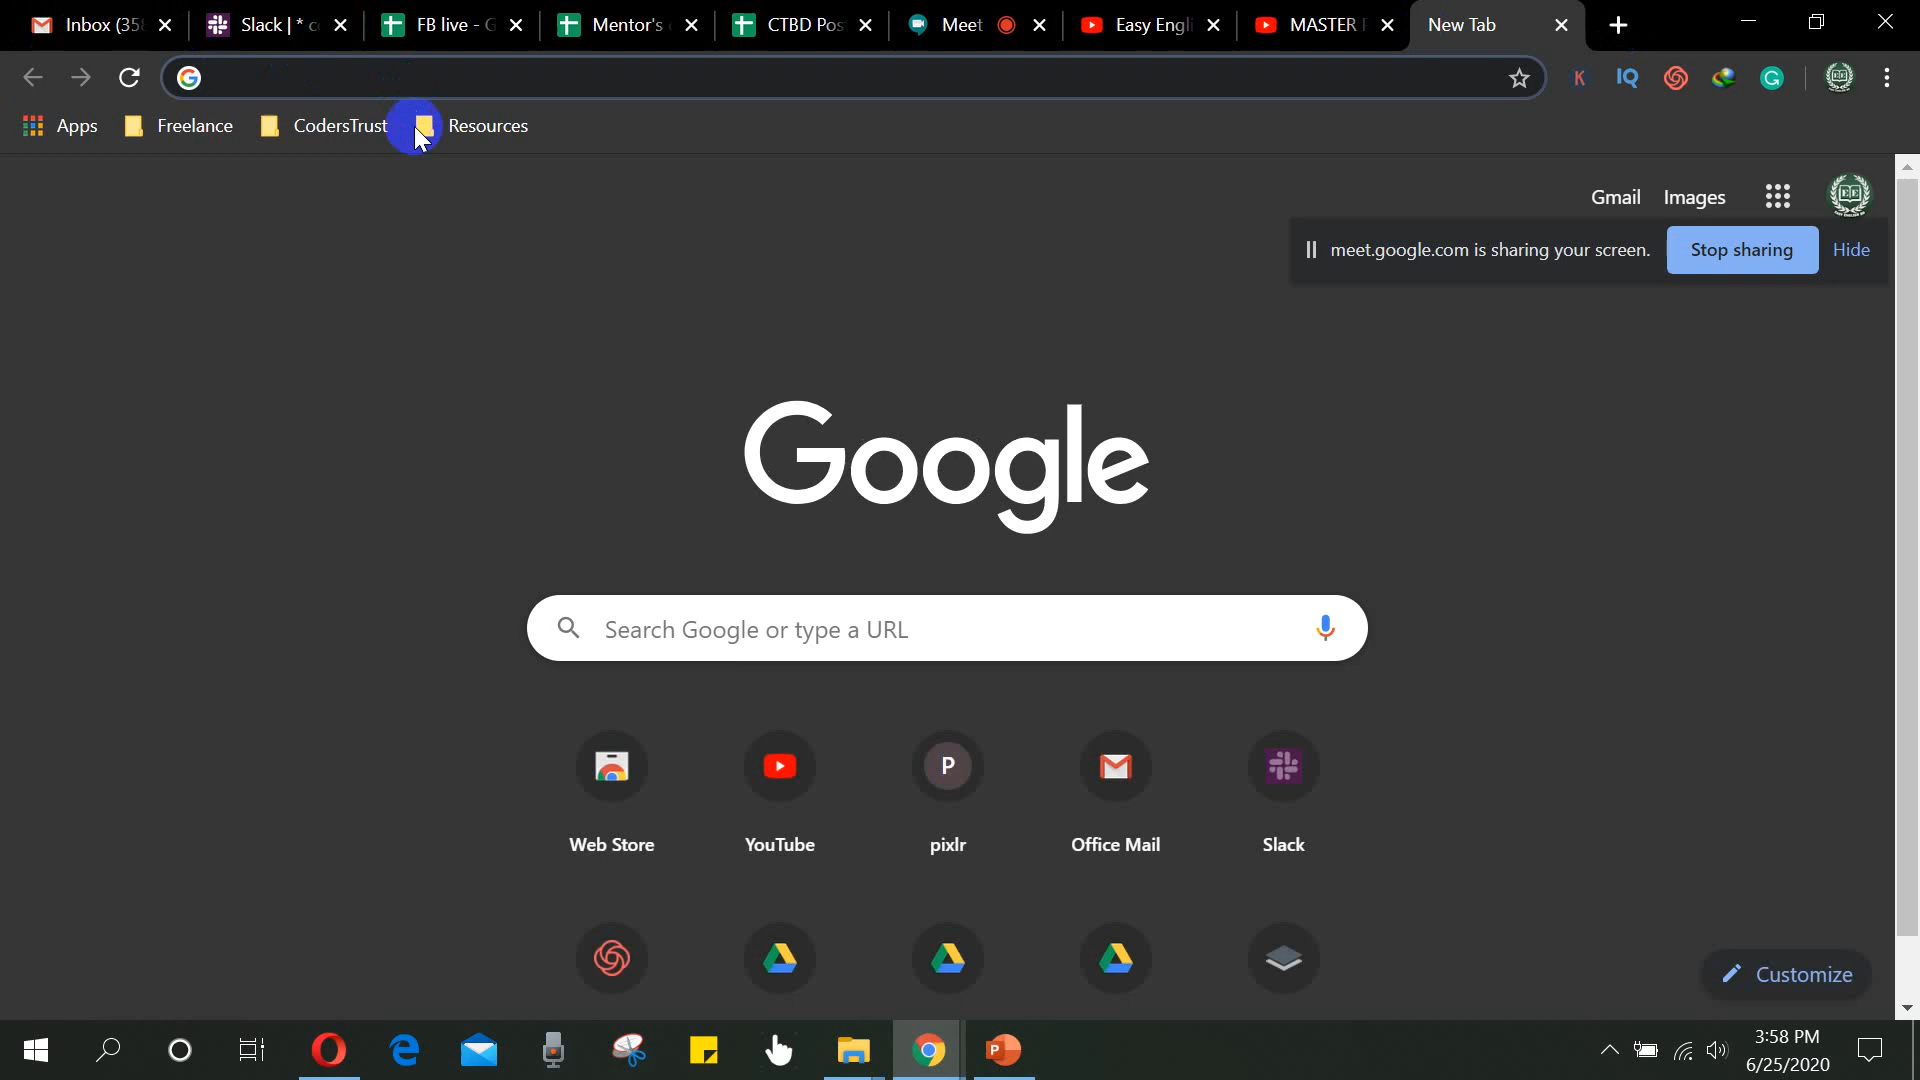 Inbox (35
Slack | * c
FB live - G
Mentor's
CTBD Pos
Meet
Easy Engli
MASTER F
New Tab
K
IQ
Apps
Freelance
CodersTrust
Resources
Gmail
Images
meet.google.com is sharing your screen.
Stop sharing
Hide
Google
Search Google or type a URL
P
Web Store
YouTube
pixlr
Office Mail
Slack
Customize
3:58 PM
6/25/2020